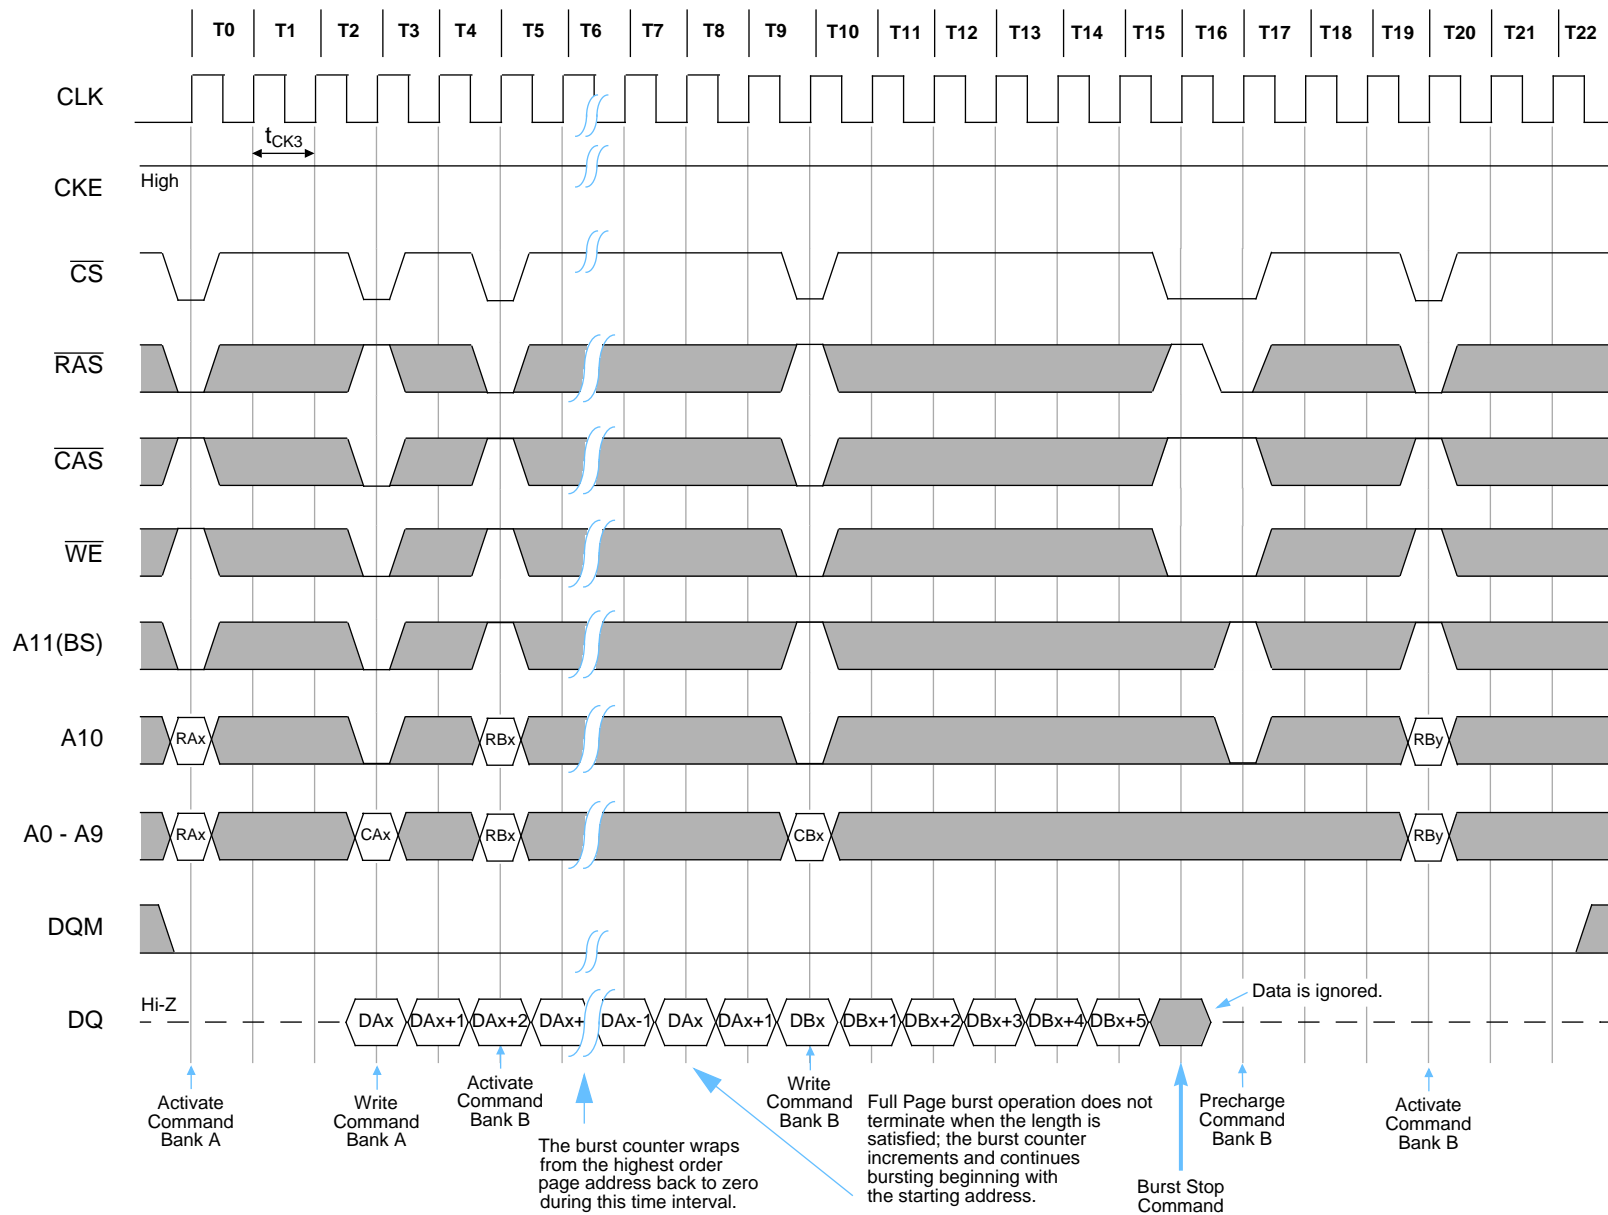 T0 T1 T2 T3 T4 T5 T6 T7 T8 T9 T10 T11 T12 T13 T14 T15 T16 T17 T18 T19 T20 T21 T22
CLK
tCK3
CKE
High
CS
RAS
CAS
WE
A11(BS)
A10
RAx RBx RBy
A0 - A9
RAx CAx RBx CBx RBy
DQM
DQ
Hi-Z
DAx DAx+1 DAx+2 DAx+ DAx-1 DAx DAx+1 DBx DBx+1 DBx+2 DBx+3 DBx+4 DBx+5
Data is ignored.
Activate
Command
Bank A
Write
Command
Bank A
Activate
Command
Bank B
The burst counter wraps
from the highest order
page address back to zero
during this time interval.
Write
Command
Bank B
Full Page burst operation does not
terminate when the length is
satisfied; the burst counter
increments and continues
bursting beginning with
the starting address.
Burst Stop
Command
Precharge
Command
Bank B
Activate
Command
Bank B